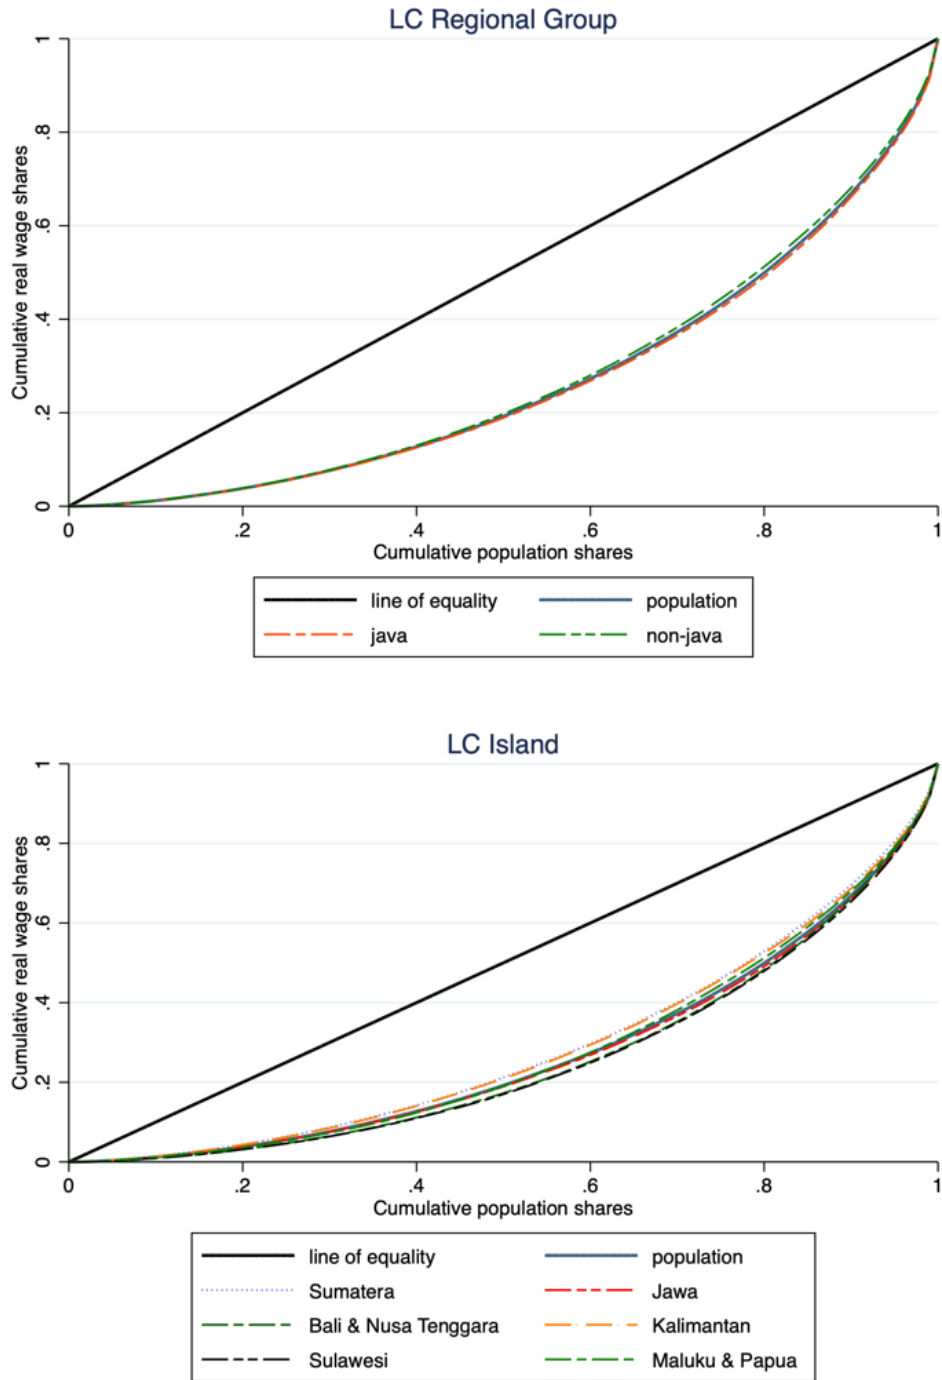 LC Regional Group
Cumulative real wage shares
1
.8
.6
.4
.2
0
0 .2 .4 .6 .8 1
Cumulative population shares
line of equality population
java non-java
LC Island
Cumulative real wage shares
1
.8
.6
.4
.2
0
0 .2 .4 .6 .8 1
Cumulative population shares
line of equality population
Sumatera Jawa
Bali & Nusa Tenggara Kalimantan
Sulawesi Maluku & Papua